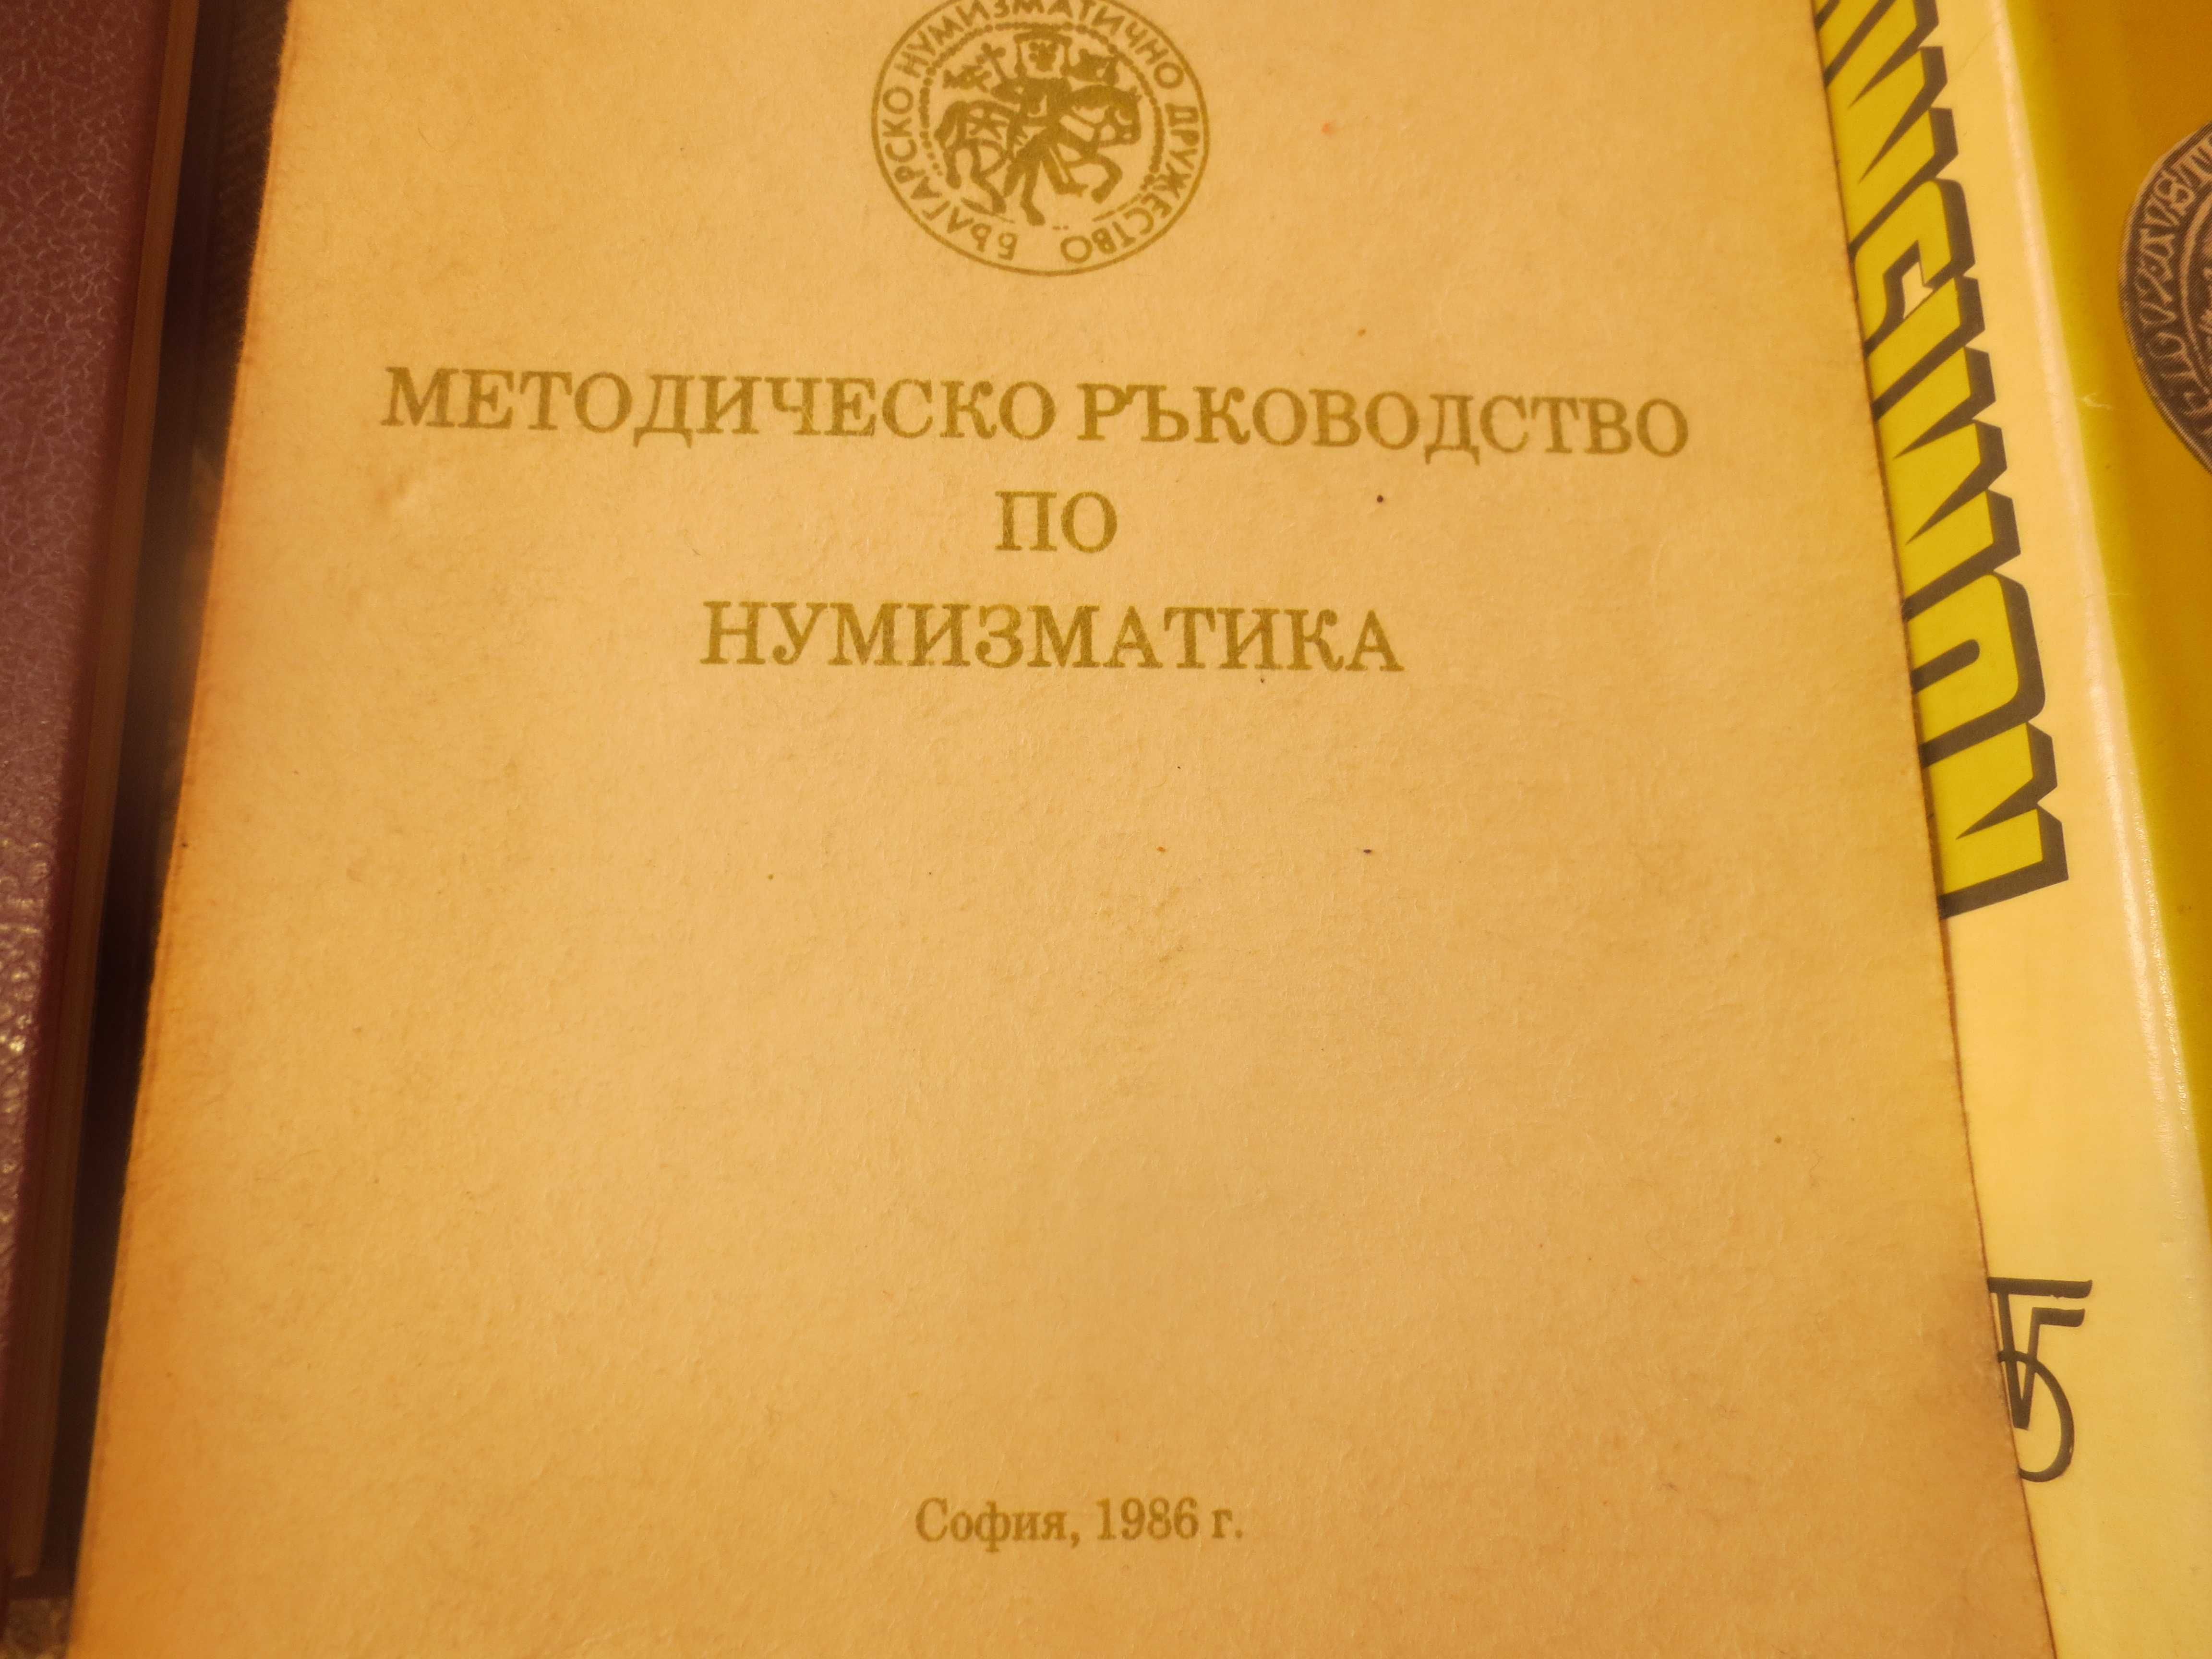 БЪЛГАРСКО НУМИЗМАТИЧНО ДРУЖЕСТВО
МЕТОДИЧЕСКО РЪКОВОДСТВО
ПО
НУМИЗМАТИКА
София, 1986 г.